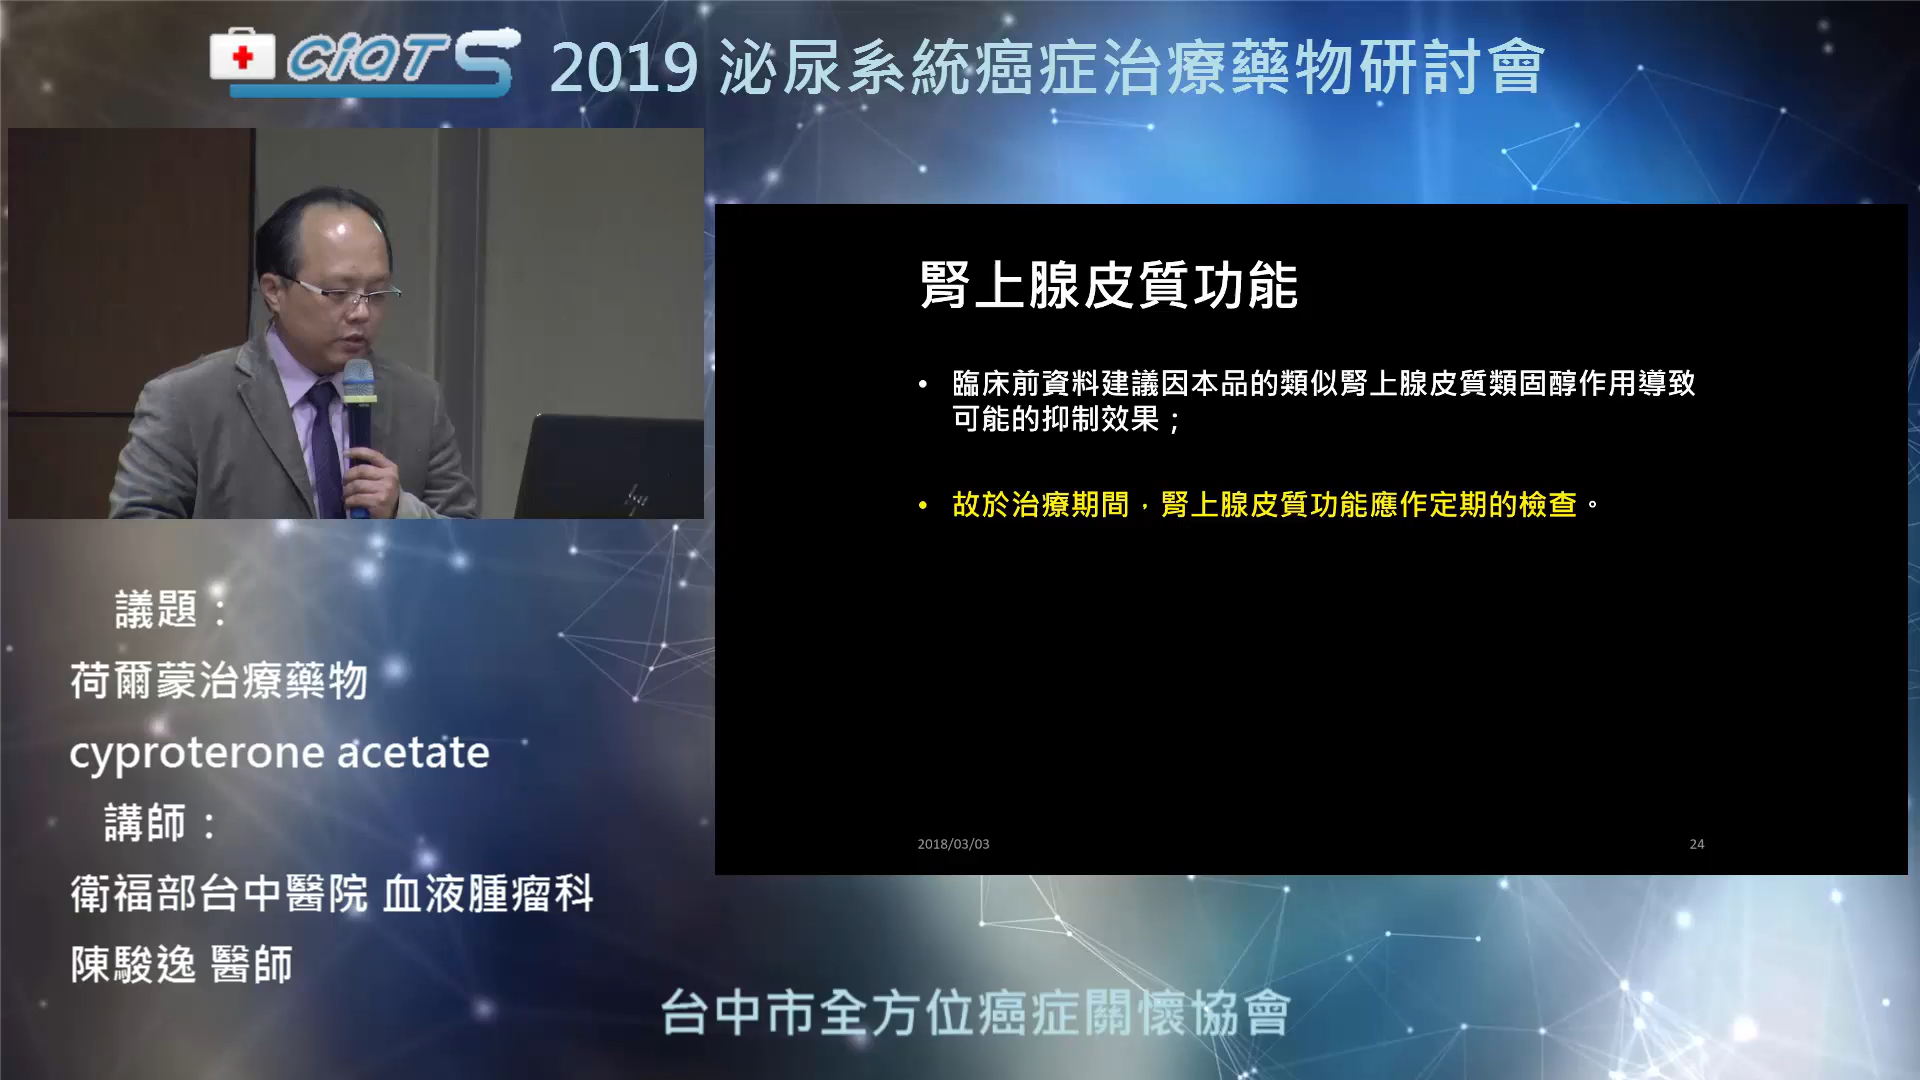 CiQTS 2019 泌尿系統癌症治療藥物研討會
腎上腺皮質功能
• 臨床前資料建議因本品的類似腎上腺皮質類固醇作用導致
可能的抑制效果；
• 故於治療期間，腎上腺皮質功能應作定期的檢查。
2018/03/03
24
hp
議題：
荷爾蒙治療藥物
cyproterone acetate
講師：
衛福部台中醫院 血液腫瘤科
陳駿逸 醫師
台中市全方位癌症關懷協會